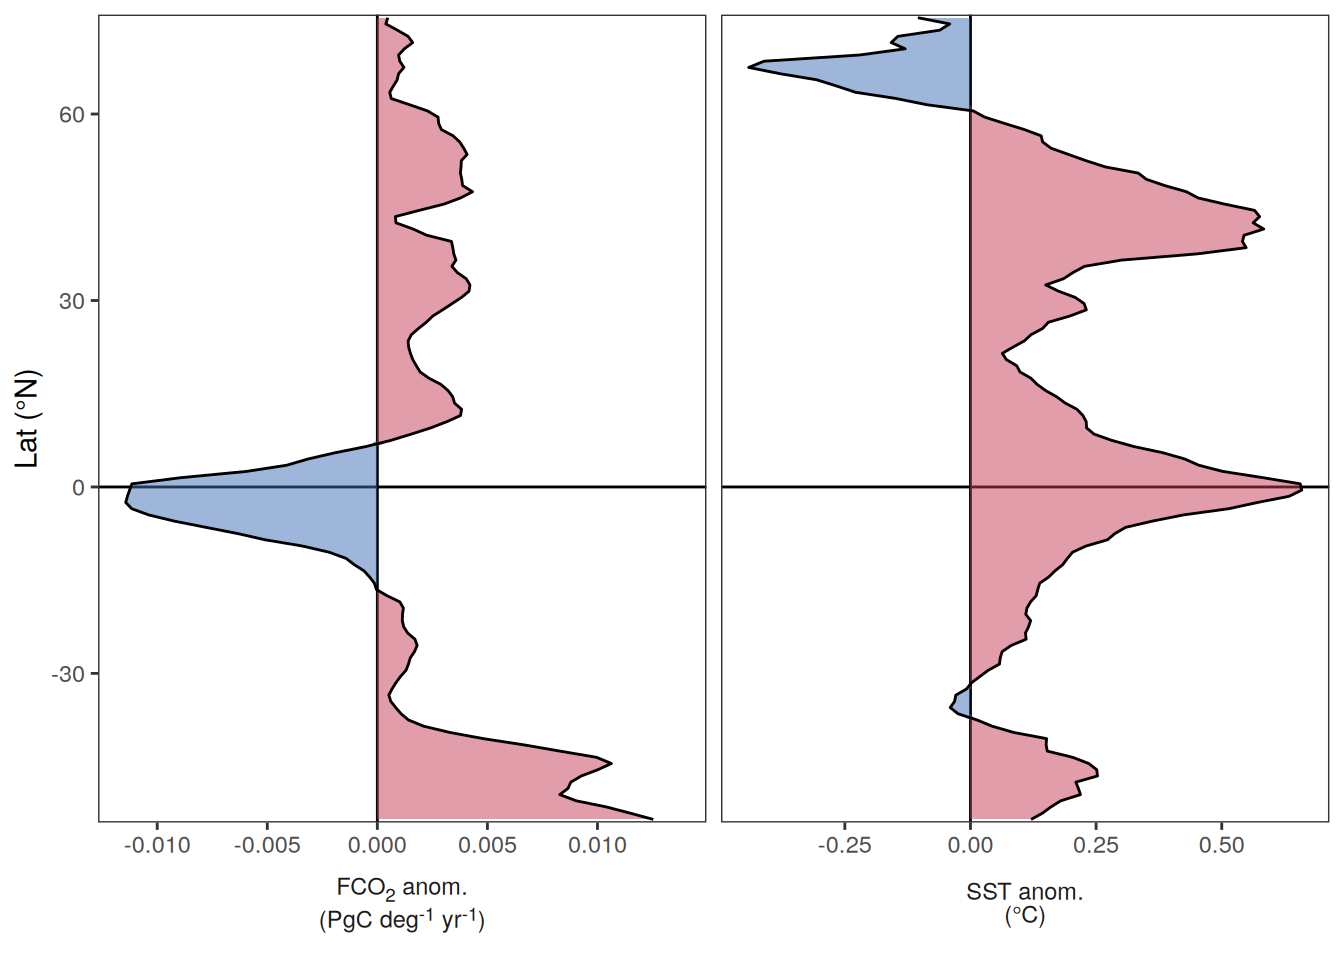 60
30
0
-30
Lat (°N)
-0.010 -0.005 0.000 0.005 0.010
-0.25 0.00 0.25 0.50
FCO₂ anom.
(PgC deg⁻¹ yr⁻¹)
SST anom.
(°C)